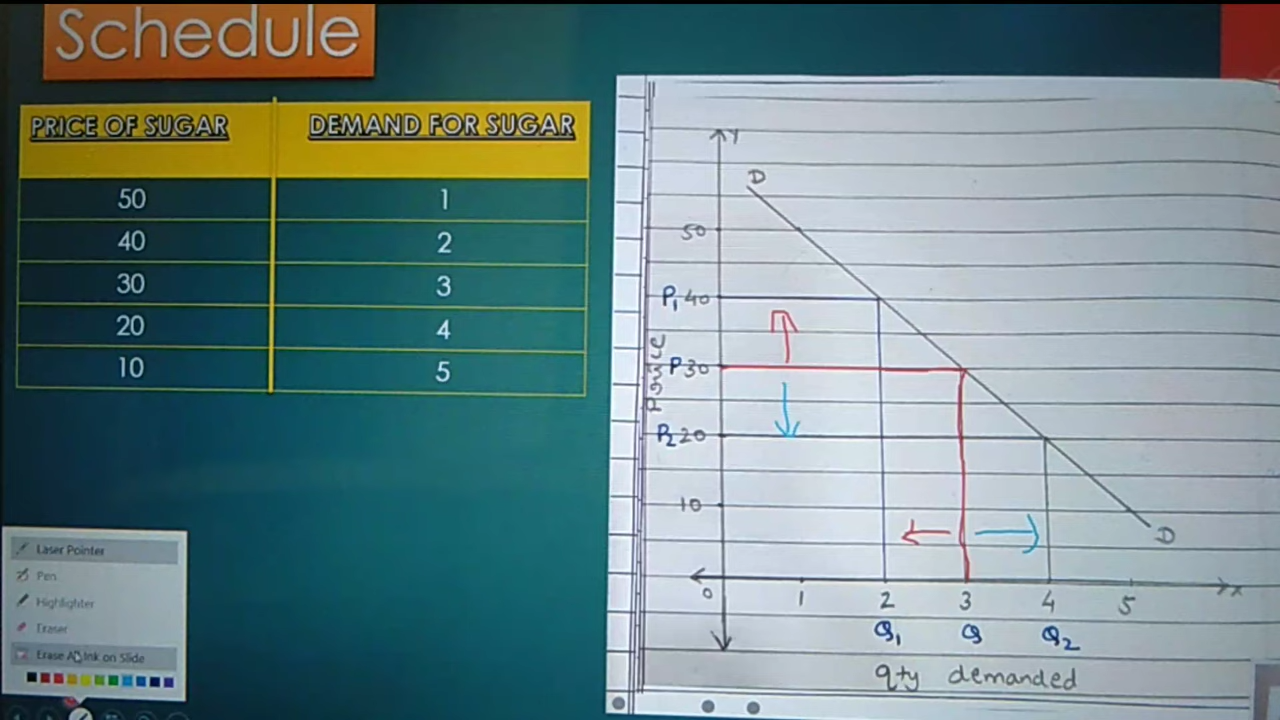 Schedule
PRICE OF SUGAR DEMAND FOR SUGAR
50 1
40 2
30 3
20 4
10 5
Laser Pointer
Pen
Highlighter
Eraser
Erase All Ink on Slide
Y
D
50
P1 40
P 30
P2 20
10
Price
D
0 1 2 3 4 5 X
Q1 Q Q2
qty demanded